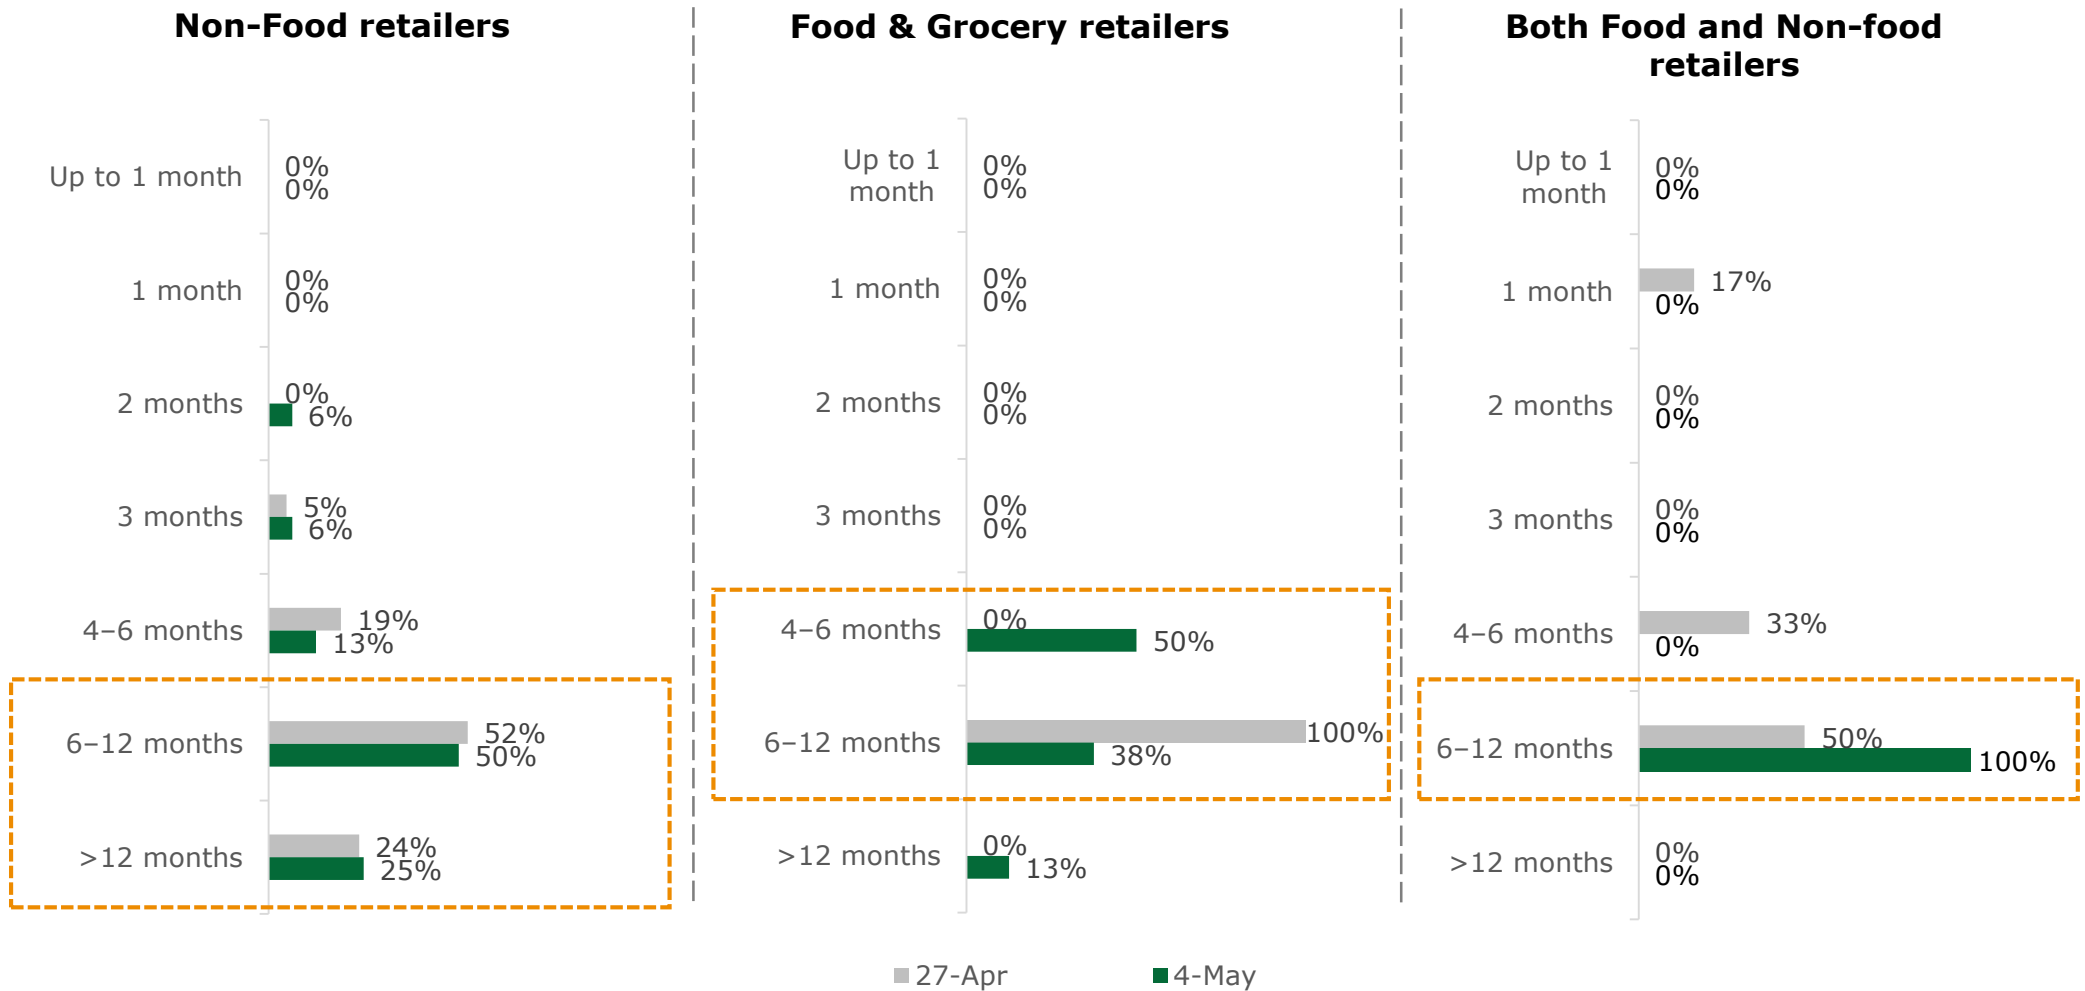 Non-Food retailers
Up to 1 month
0%
0%
1 month
0%
0%
2 months
0%
6%
3 months
5%
6%
4–6 months
19%
13%
6–12 months
52%
50%
>12 months
24%
25%
Food & Grocery retailers
Up to 1
month
0%
0%
1 month
0%
0%
2 months
0%
0%
3 months
0%
0%
4–6 months
0%
50%
6–12 months
100%
38%
>12 months
0%
13%
Both Food and Non-food
retailers
Up to 1
month
0%
0%
1 month
17%
0%
2 months
0%
0%
3 months
0%
0%
4–6 months
33%
0%
6–12 months
50%
100%
>12 months
0%
0%
27-Apr
4-May